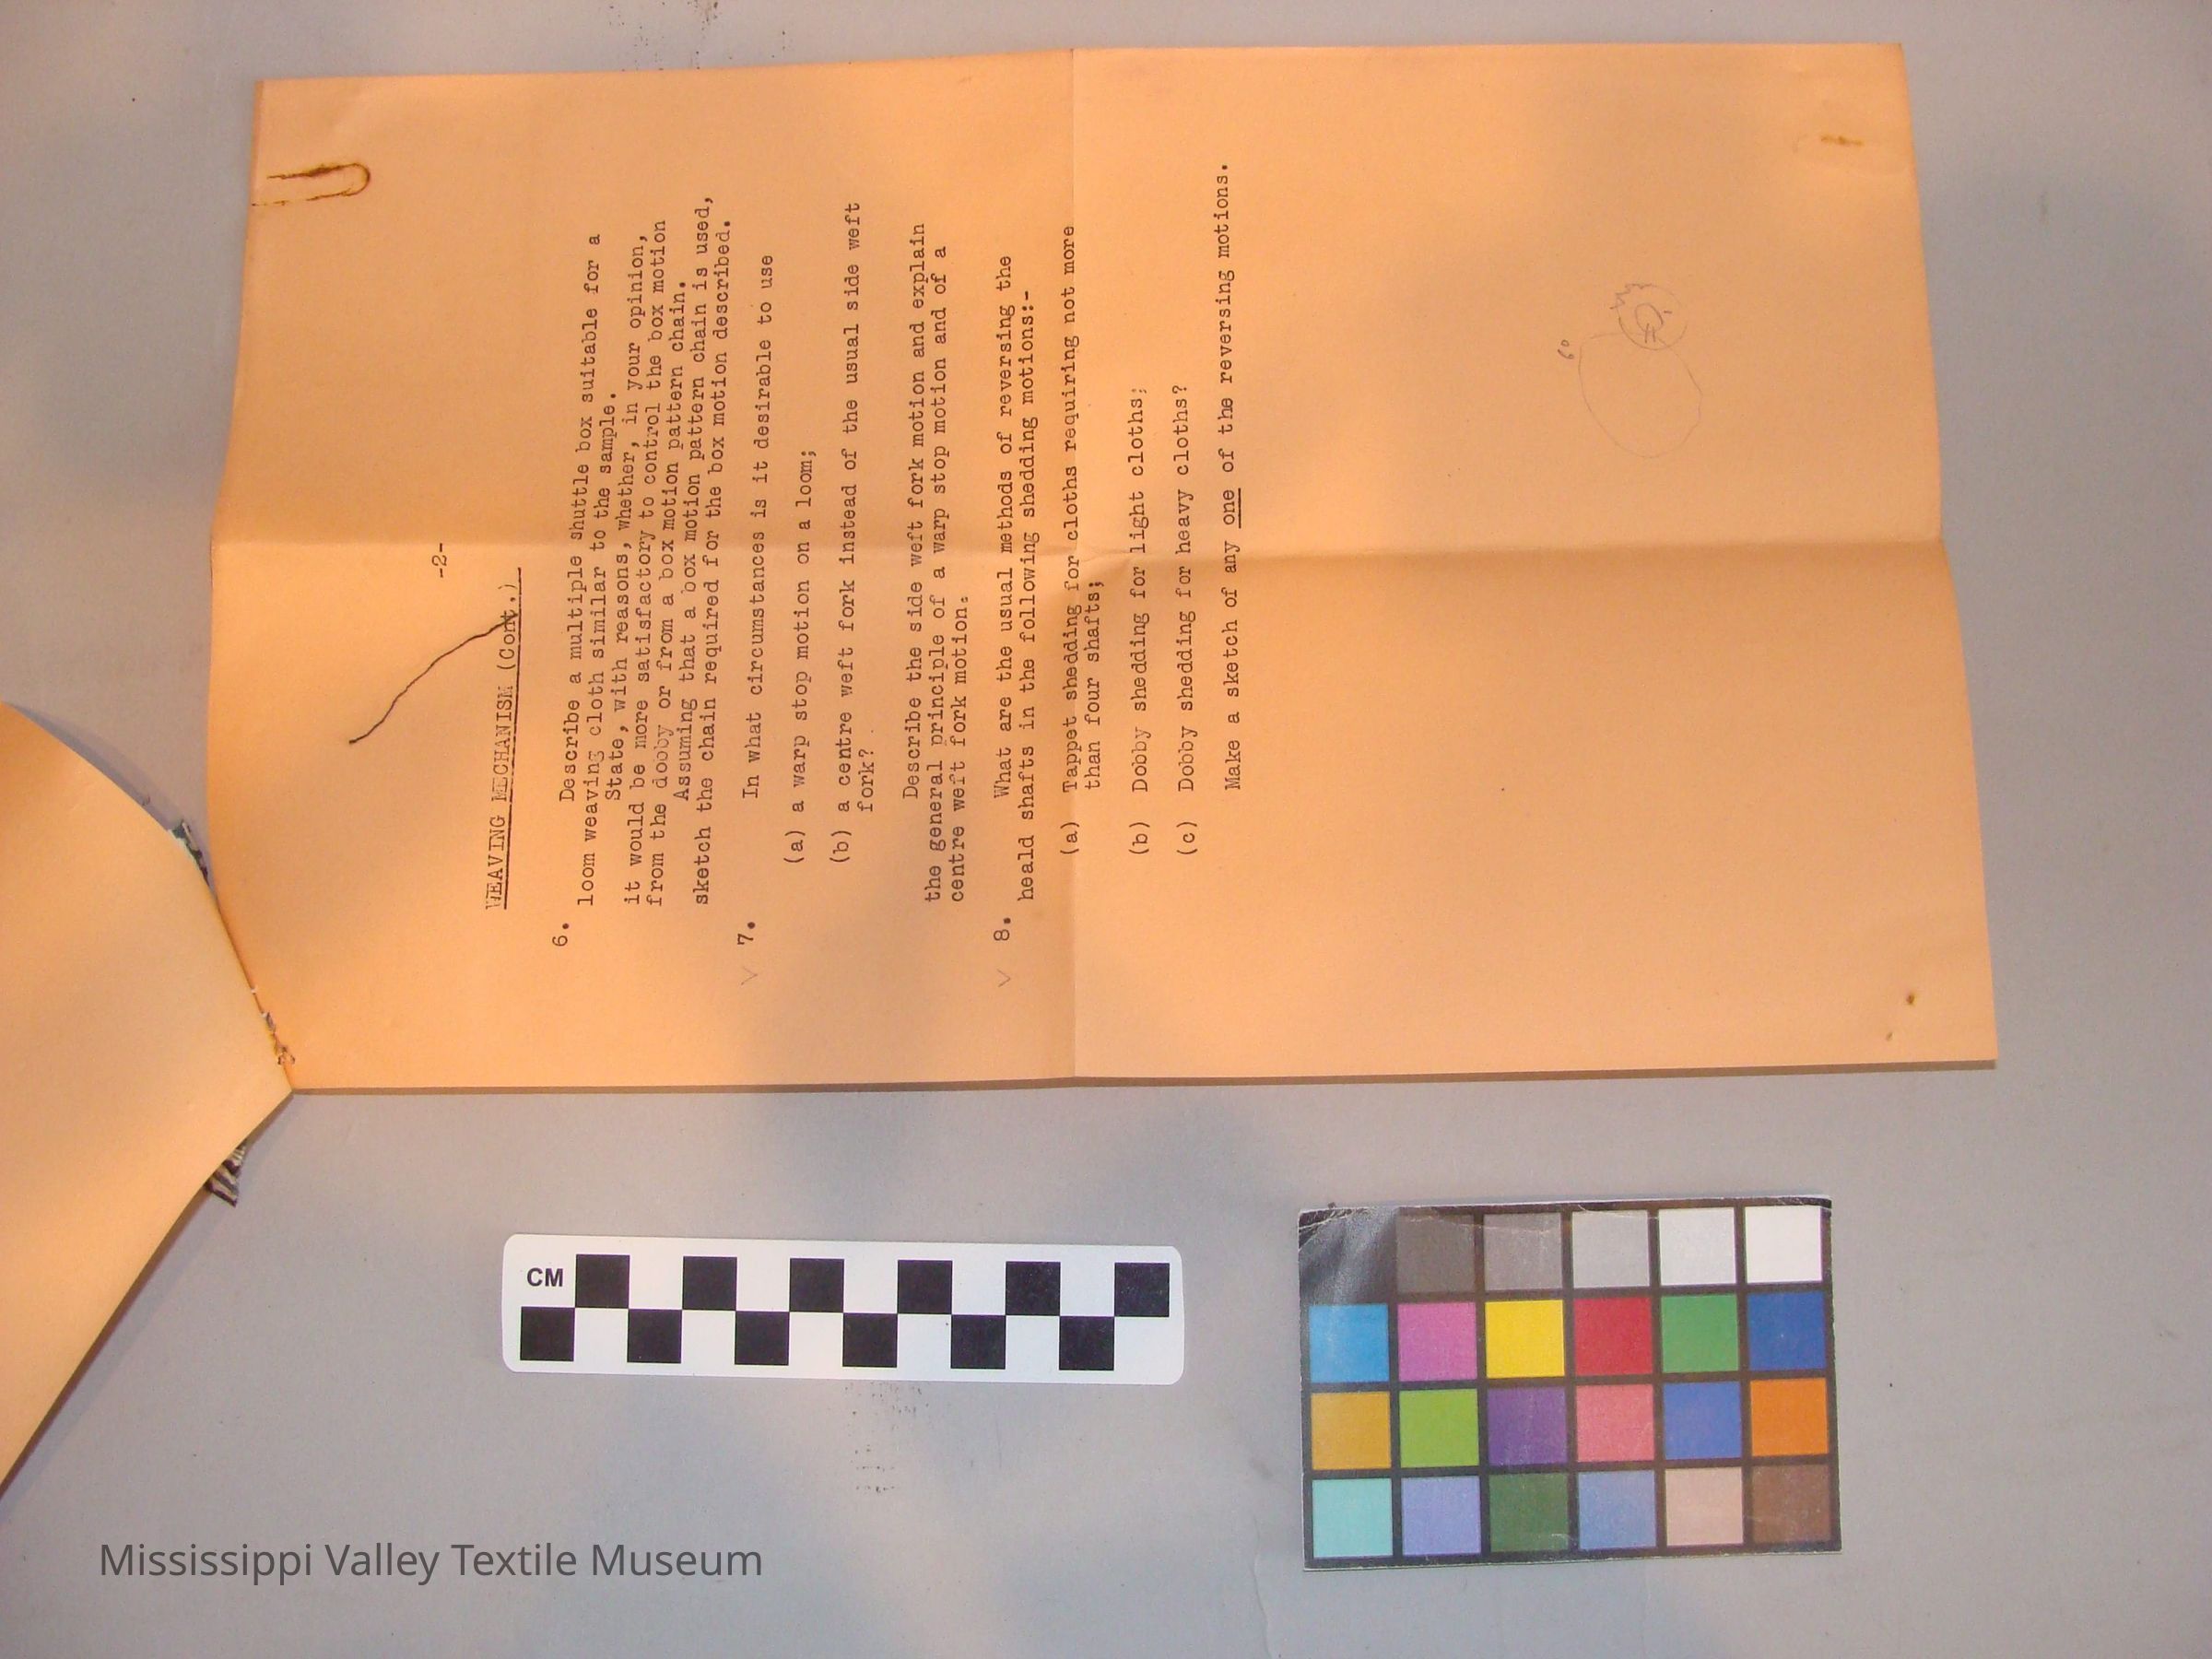 -2-
WEAVING MECHANISM (Cont.)
6. Describe a multiple shuttle box suitable for a
loom weaving cloth similar to the sample.
State, with reasons, whether, in your opinion,
it would be more satisfactory to control the box motion
from the dobby or from a box motion pattern chain.
Assuming that a box motion pattern chain is used,
sketch the chain required for the box motion described.
7. In what circumstances is it desirable to use
(a) a warp stop motion on a loom;
(b) a centre weft fork instead of the usual side weft
fork?
Describe the side weft fork motion and explain
the general principle of a warp stop motion and of a
centre weft fork motion.
8. What are the usual methods of reversing the
heald shafts in the following shedding motions:-
(a) Tappet shedding for cloths requiring not more
than four shafts;
(b) Dobby shedding for light cloths;
(c) Dobby shedding for heavy cloths?
Make a sketch of any one of the reversing motions.
60
CM
Mississippi Valley Textile Museum